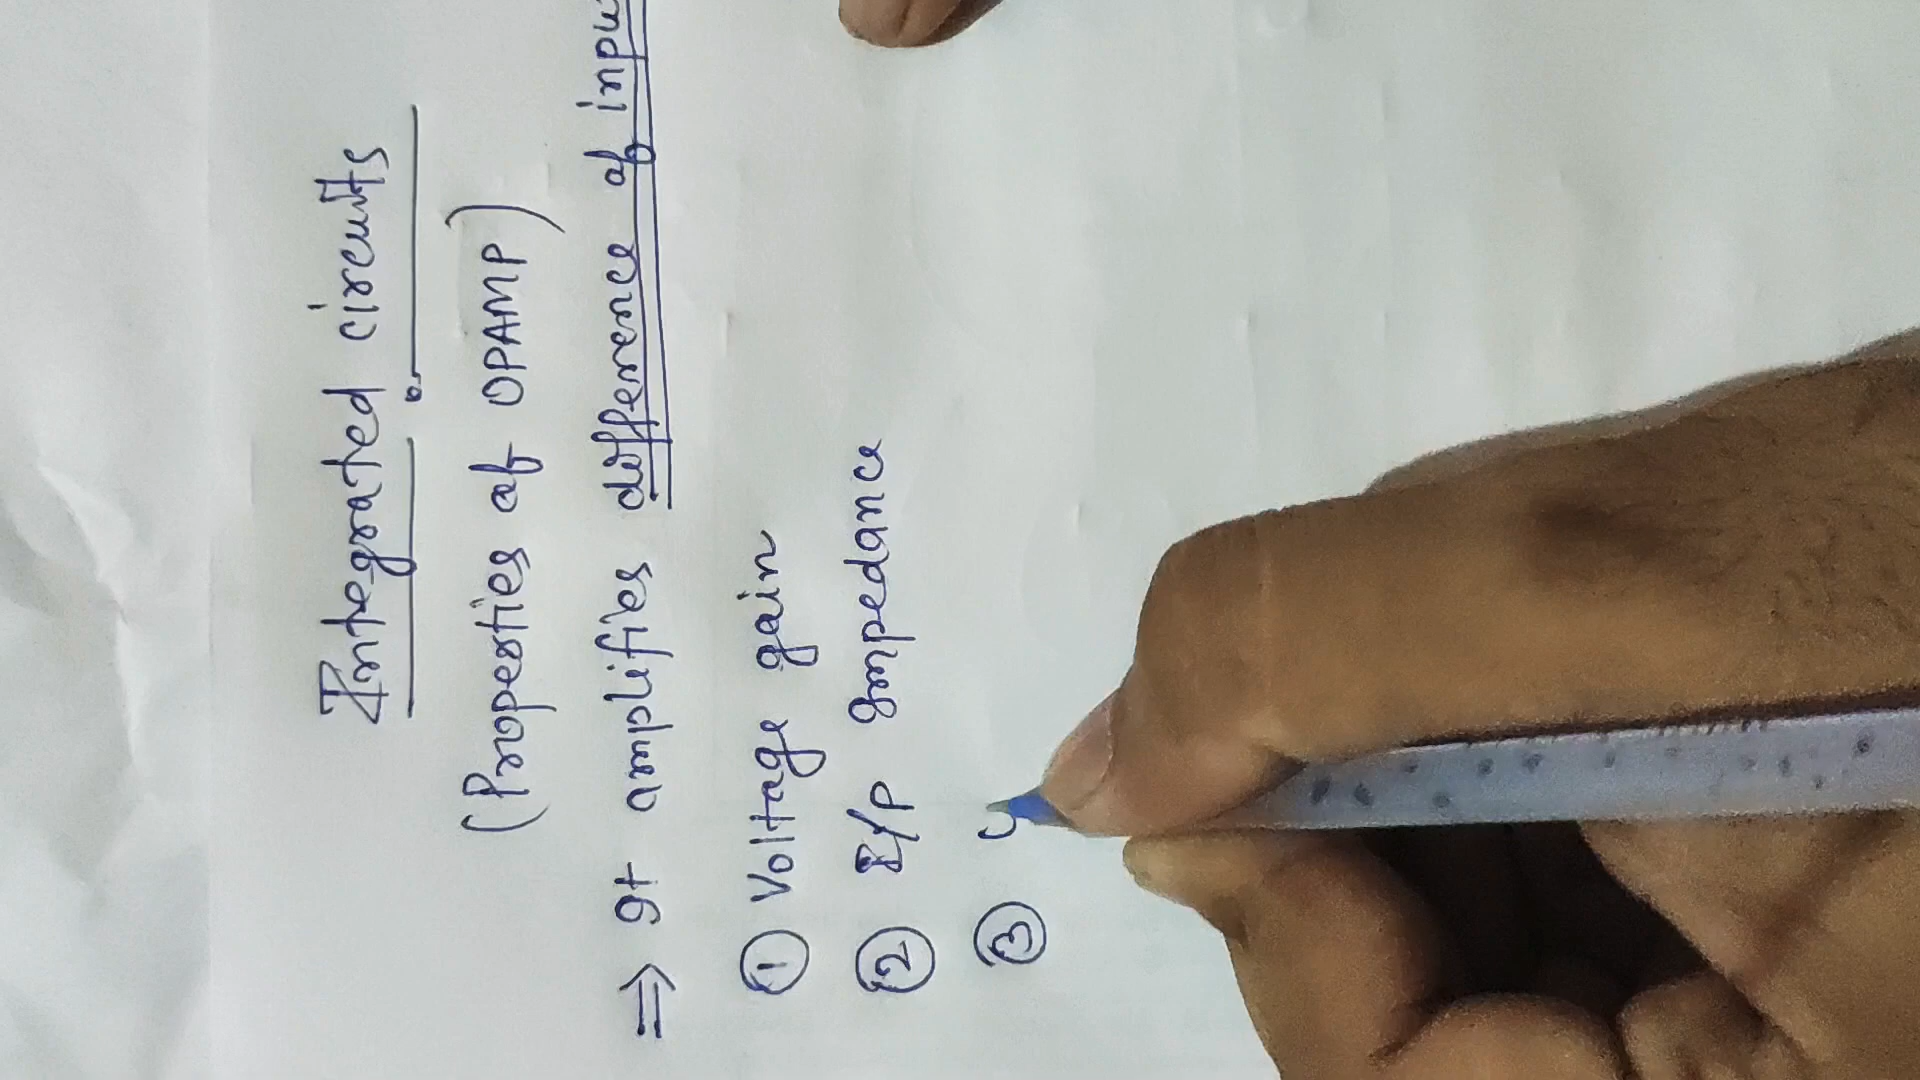 Integrated circuits
(Properties of OPAMP)
⇒ It amplifies difference of inpu
① Voltage gain
② I/p Impedance
③